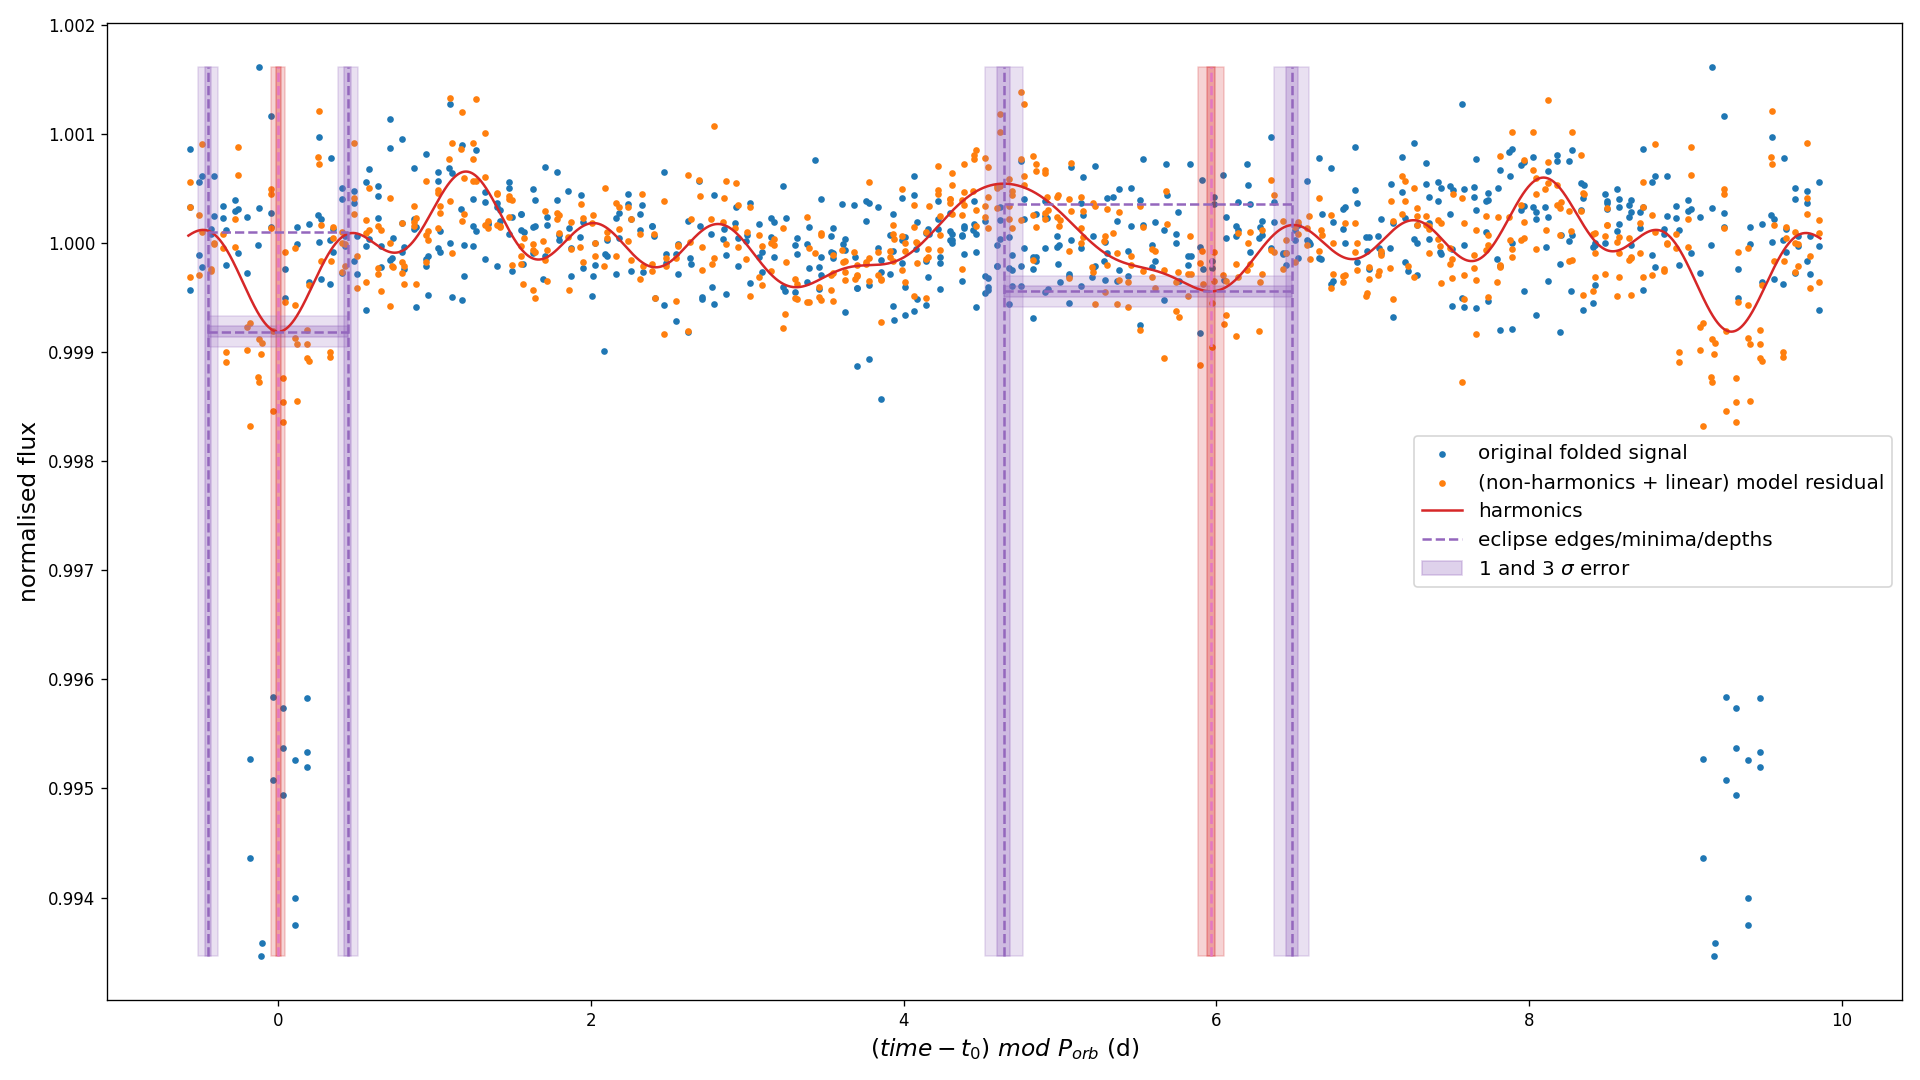 1.002
1.001
1.000
0.999
0.998
0.997
0.996
0.995
0.994
normalised flux
original folded signal
(non-harmonics + linear) model residual
harmonics
eclipse edges/minima/depths
1 and 3 σ error
0 2 4 6 8 10
(time − t₀) mod Pₒᵣb (d)